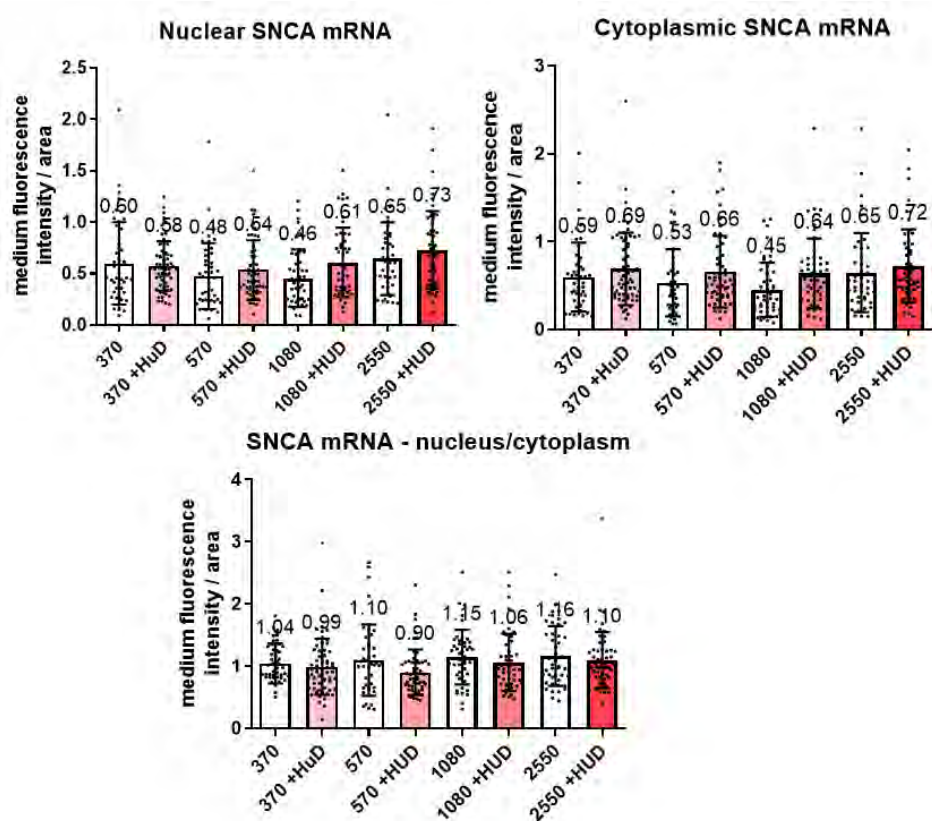 Nuclear SNCA mRNA
medium fluorescence
intensity / area
2.5
2.0
1.5
1.0
0.5
0.0
0.60
0.58
0.48
0.64
0.46
0.61
0.65
0.73
370
370 +HuD
570
570 +HUD
1080
1080 +HUD
2550
2550 +HUD
Cytoplasmic SNCA mRNA
medium fluorescence
intensity / area
3
2
1
0
0.59
0.69
0.53
0.66
0.45
0.64
0.65
0.72
370
370 +HuD
570
570 +HUD
1080
1080 +HUD
2550
2550 +HUD
SNCA mRNA - nucleus/cytoplasm
medium fluorescence
intensity / area
4
3
2
1
0
1.04
0.99
1.10
0.90
1.15
1.06
1.16
1.10
370
370 +HuD
570
570 +HUD
1080
1080 +HUD
2550
2550 +HUD